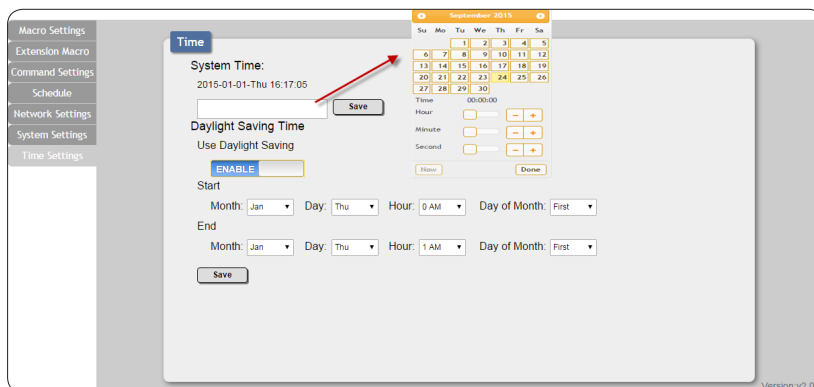 Macro Settings
Extension Macro
Command Settings
Schedule
Network Settings
System Settings
Time Settings
Time
System Time:
2015-01-01-Thu 16:17:05
Save
Daylight Saving Time
Use Daylight Saving
ENABLE
Start
Month: Jan Day: Thu Hour: 0 AM Day of Month: First
End
Month: Jan Day: Thu Hour: 1 AM Day of Month: First
Save
September 2015
Su Mo Tu We Th Fr Sa
1 2 3 4 5
6 7 8 9 10 11 12
13 14 15 16 17 18 19
20 21 22 23 24 25 26
27 28 29 30
Time 00:00:00
Hour - +
Minute - +
Second - +
Now Done
Version:v2.0